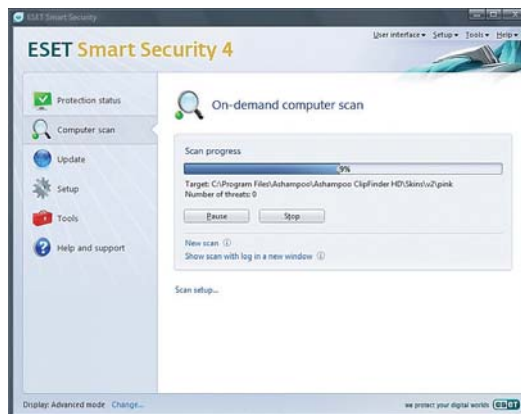 ESET Smart Security
User interface Setup Tools Help
ESET Smart Security 4
Protection status
Computer scan
Update
Setup
Tools
Help and support
On-demand computer scan
Scan progress
9%
Target: C:\Program Files\Ashampoo\Ashampoo ClipFinder HD\Skins\v2\pink
Number of threats: 0
Pause Stop
New scan
Show scan with log in a new window
Scan setup...
Display: Advanced mode Change...
we protect your digital worlds eset